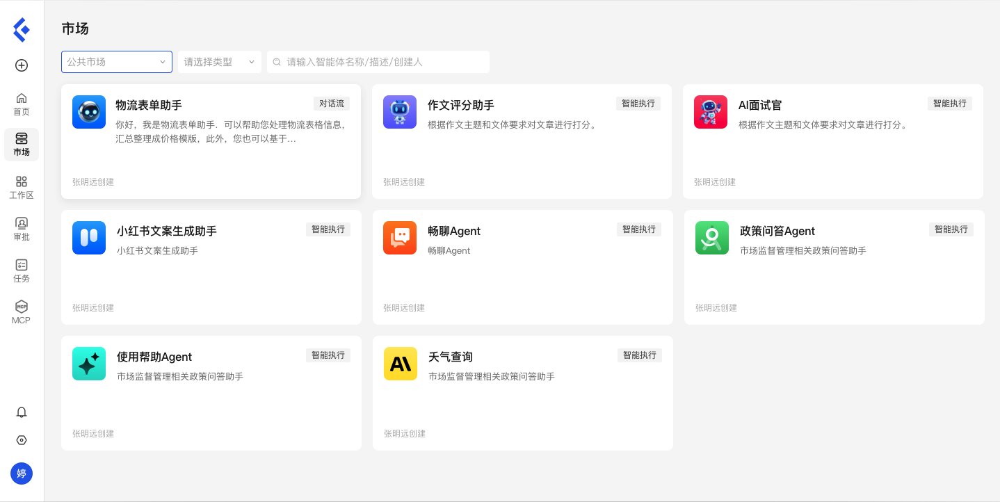 市场
公共市场
请选择类型
请输入智能体名称/描述/创建人
首页
市场
工作区
审批
任务
MCP
MCP
婷
物流表单助手
对话流
你好，我是物流表单助手．可以帮助您处理物流表格信息，
汇总整理成价格模版，此外，您也可以基于...
张明远创建
作文评分助手
智能执行
根据作文主题和文体要求对文章进行打分。
张明远创建
AI面试官
智能执行
根据作文主题和文体要求对文章进行打分。
张明远创建
小红书文案生成助手
智能执行
小红书文案生成助手
张明远创建
畅聊Agent
智能执行
畅聊Agent
张明远创建
政策问答Agent
智能执行
市场监督管理相关政策问答助手
张明远创建
使用帮助Agent
智能执行
市场监督管理相关政策问答助手
张明远创建
天气查询
智能执行
市场监督管理相关政策问答助手
张明远创建